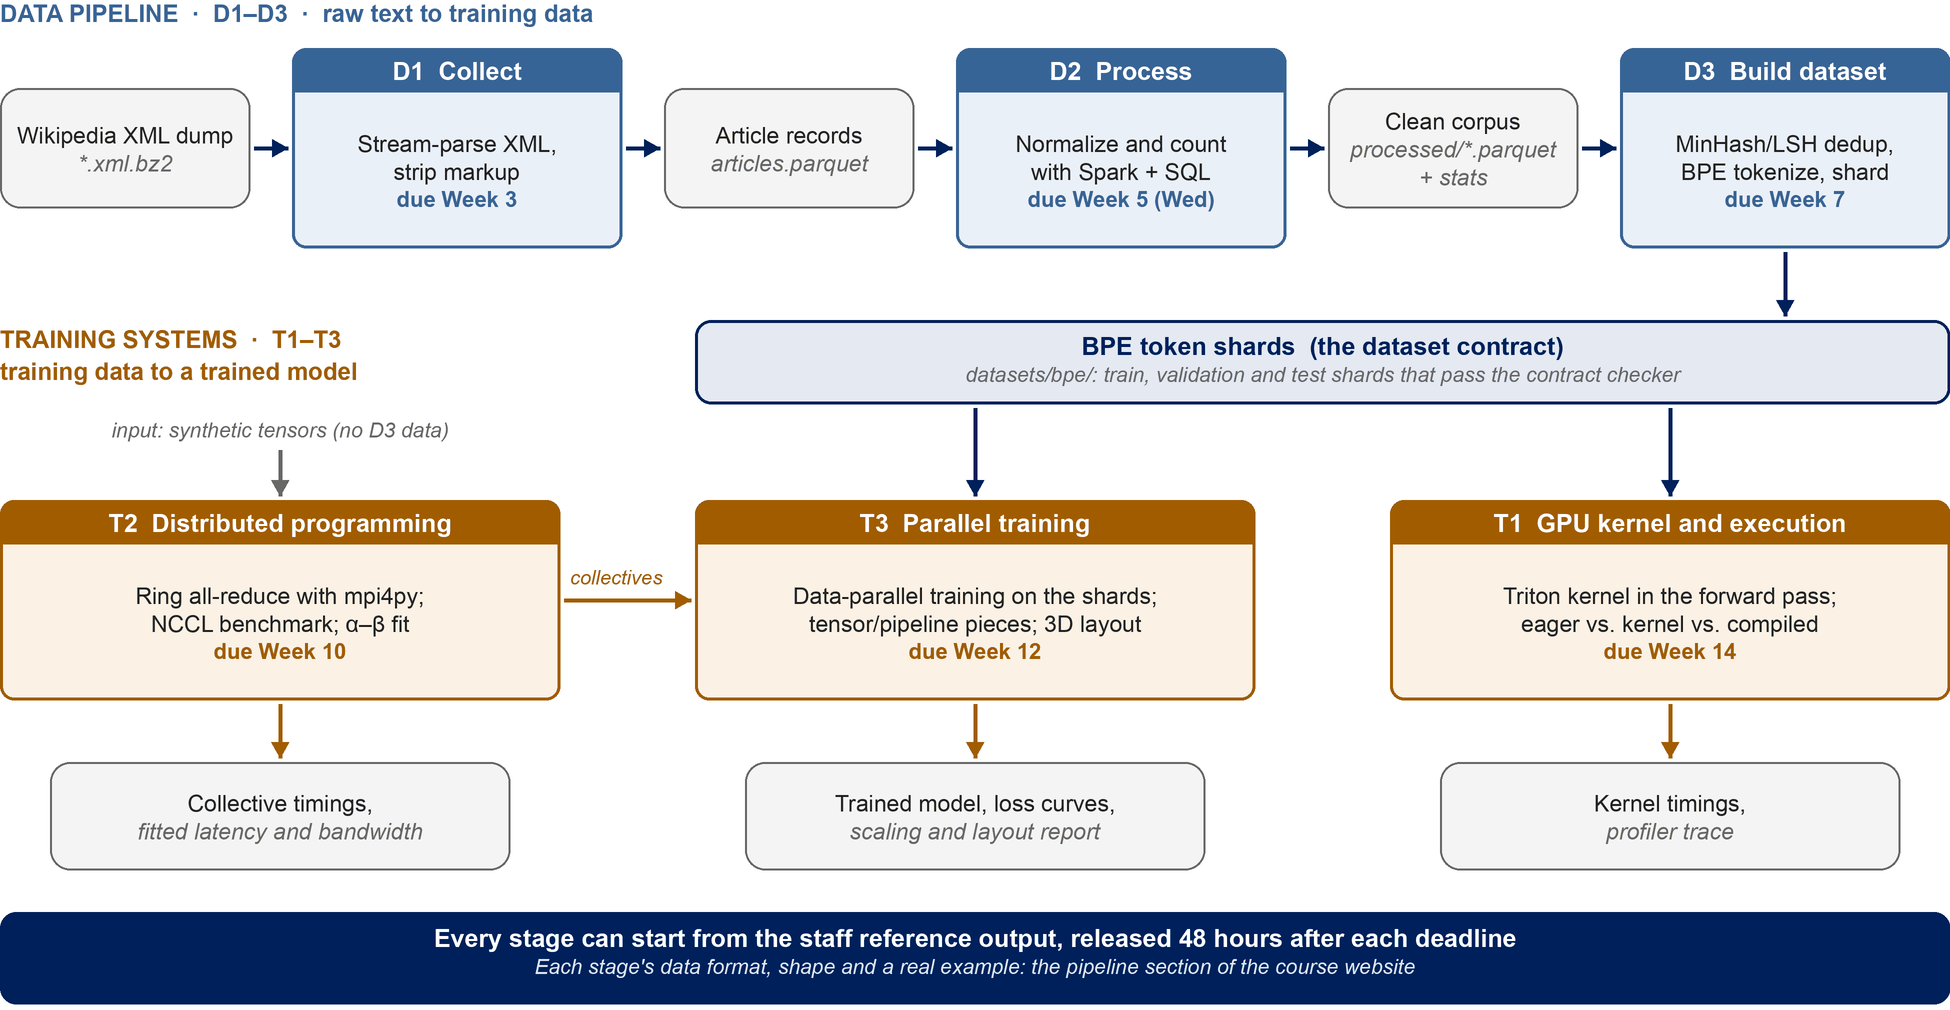 DATA PIPELINE · D1–D3 · raw text to training data
Wikipedia XML dump
*.xml.bz2
D1 Collect
Stream-parse XML,
strip markup
due Week 3
Article records
articles.parquet
D2 Process
Normalize and count
with Spark + SQL
due Week 5 (Wed)
Clean corpus
processed/*.parquet
+ stats
D3 Build dataset
MinHash/LSH dedup,
BPE tokenize, shard
due Week 7
TRAINING SYSTEMS · T1–T3
training data to a trained model
BPE token shards (the dataset contract)
datasets/bpe/: train, validation and test shards that pass the contract checker
input: synthetic tensors (no D3 data)
T2 Distributed programming
Ring all-reduce with mpi4py;
NCCL benchmark; α–β fit
due Week 10
collectives
T3 Parallel training
Data-parallel training on the shards;
tensor/pipeline pieces; 3D layout
due Week 12
T1 GPU kernel and execution
Triton kernel in the forward pass;
eager vs. kernel vs. compiled
due Week 14
Collective timings,
fitted latency and bandwidth
Trained model, loss curves,
scaling and layout report
Kernel timings,
profiler trace
Every stage can start from the staff reference output, released 48 hours after each deadline
Each stage's data format, shape and a real example: the pipeline section of the course website